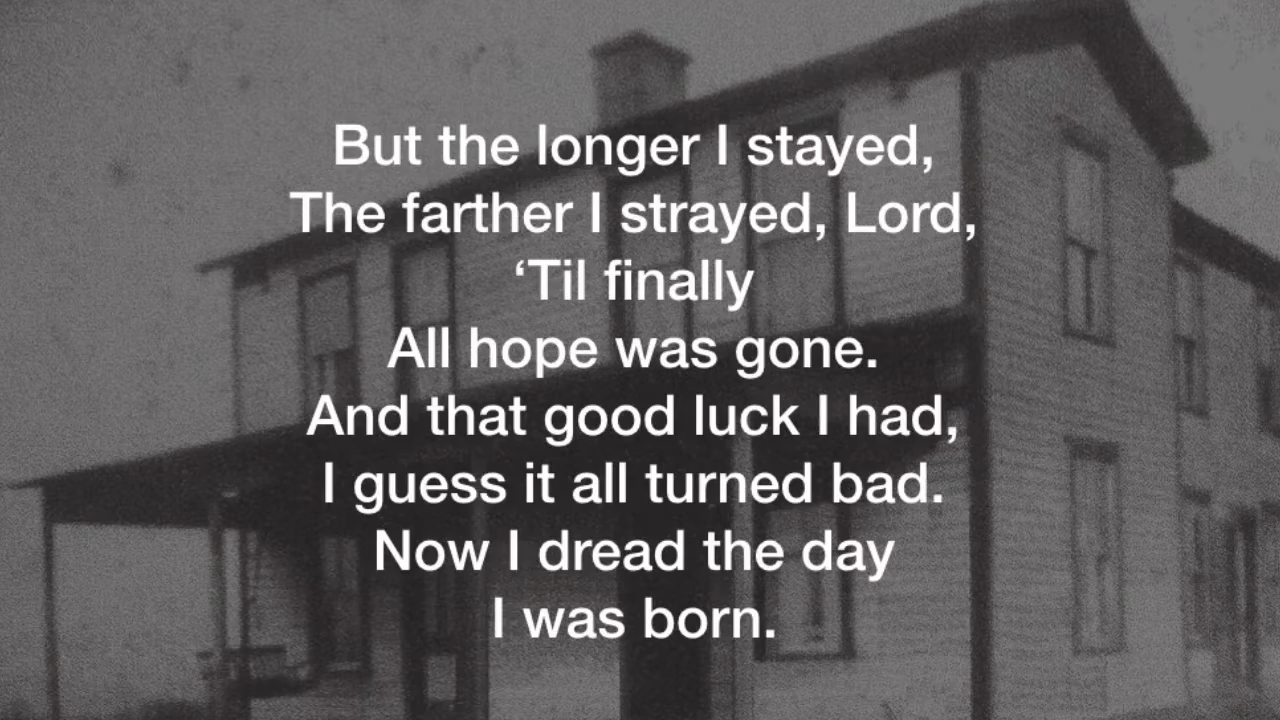 But the longer I stayed,
The farther I strayed, Lord,
‘Til finally
All hope was gone.
And that good luck I had,
I guess it all turned bad.
Now I dread the day
I was born.